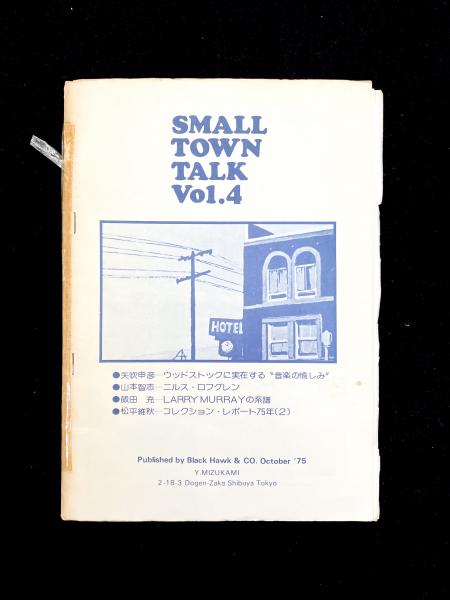 SMALL
TOWN
TALK
Vol.4
HOTEL
●矢吹申彦─ウッドストックに実在する〝音楽の愉しみ〟
●山本智志─ニルス・ロフグレン
●飯田 充─LARRY MURRAYの系譜
●松平維秋─コレクション・レポート75年(2)
Published by Black Hawk & CO. October '75
Y.MIZUKAMI
2-18-3 Dogen-Zaka Shibuya Tokyo